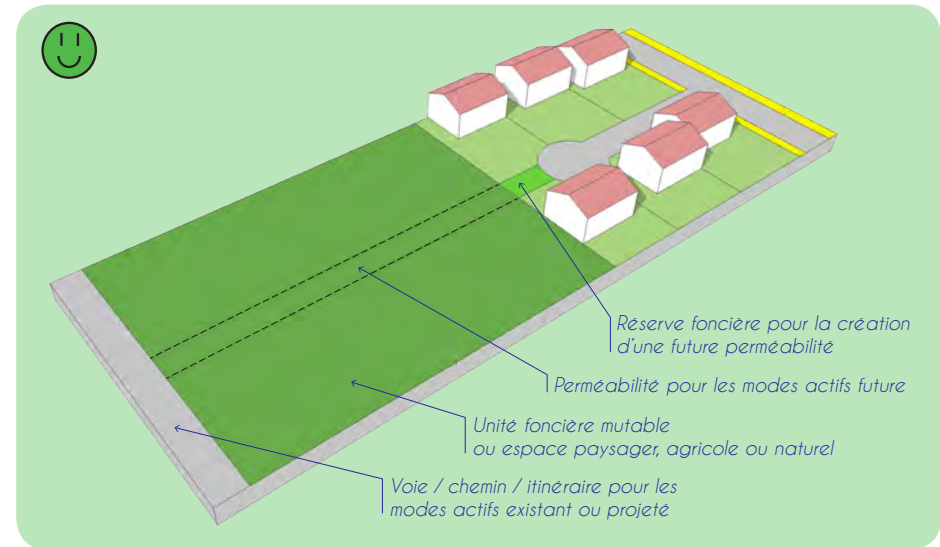 Réserve foncière pour la création
d'une future perméabilité
Perméabilité pour les modes actifs future
Unité foncière mutable
ou espace paysager, agricole ou naturel
Voie / chemin / itinéraire pour les
modes actifs existant ou projeté